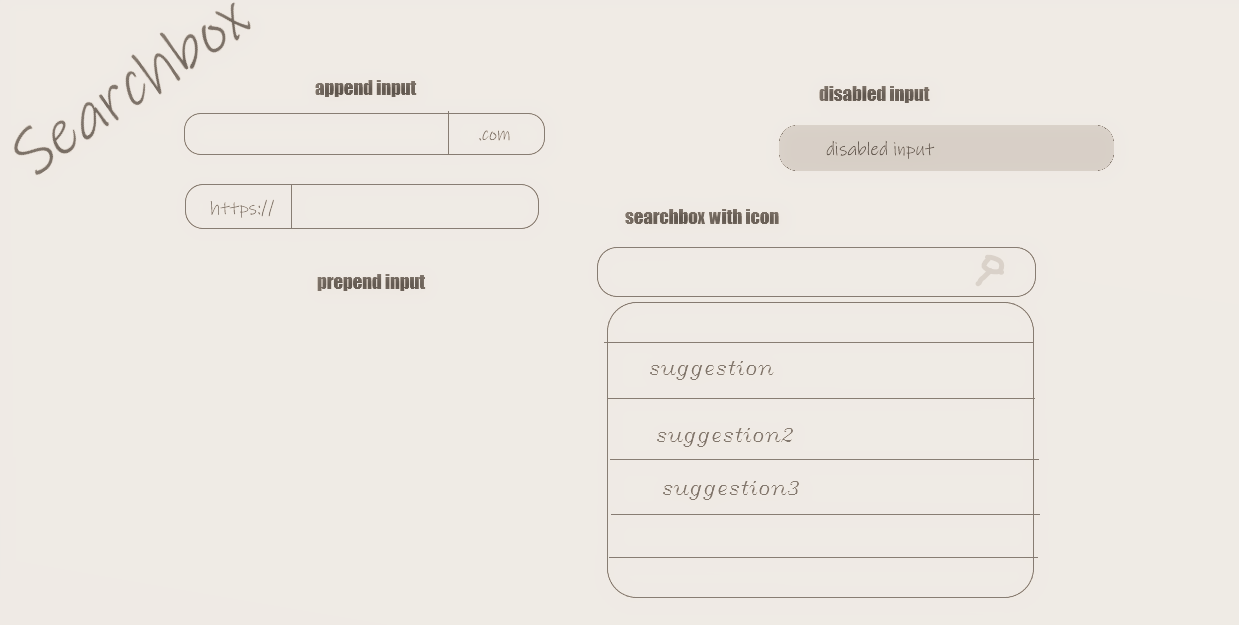 Searchbox
append input
.com
https://
prepend input
disabled input
disabled input
searchbox with icon
suggestion
suggestion2
suggestion3